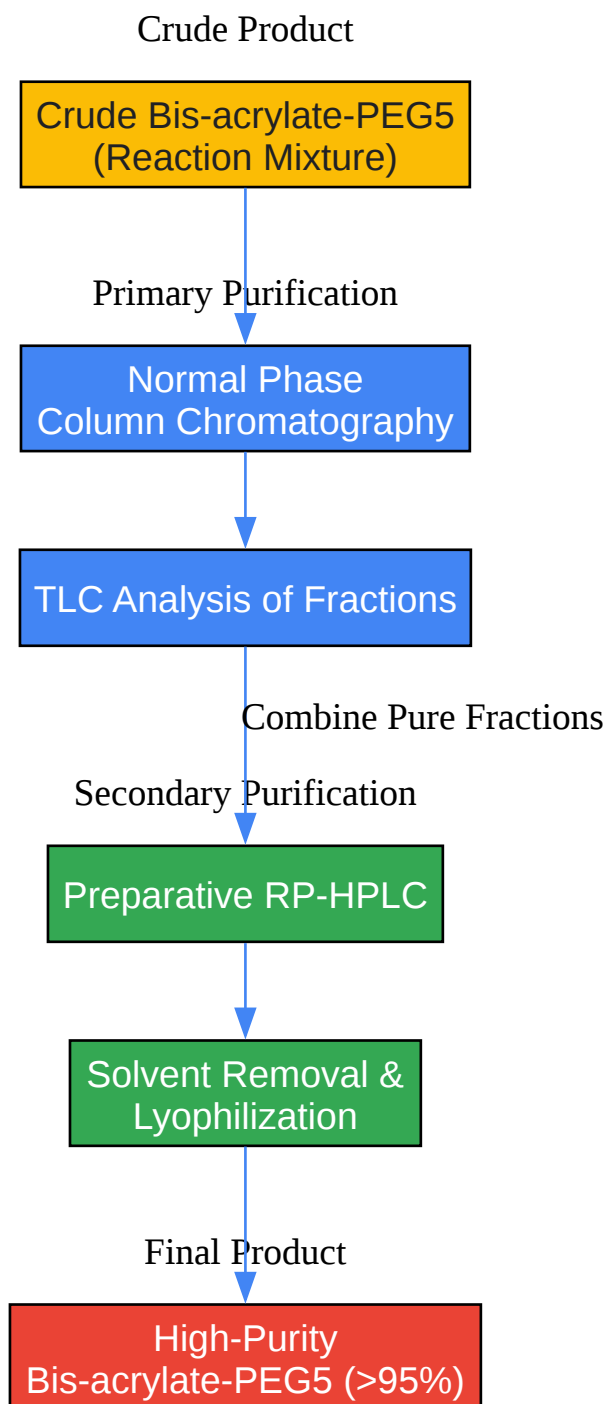 Crude Product
Crude Bis-acrylate-PEG5
(Reaction Mixture)
Primary Purification
Normal Phase
Column Chromatography
TLC Analysis of Fractions
Combine Pure Fractions
Secondary Purification
Preparative RP-HPLC
Solvent Removal &
Lyophilization
Final Product
High-Purity
Bis-acrylate-PEG5 (>95%)